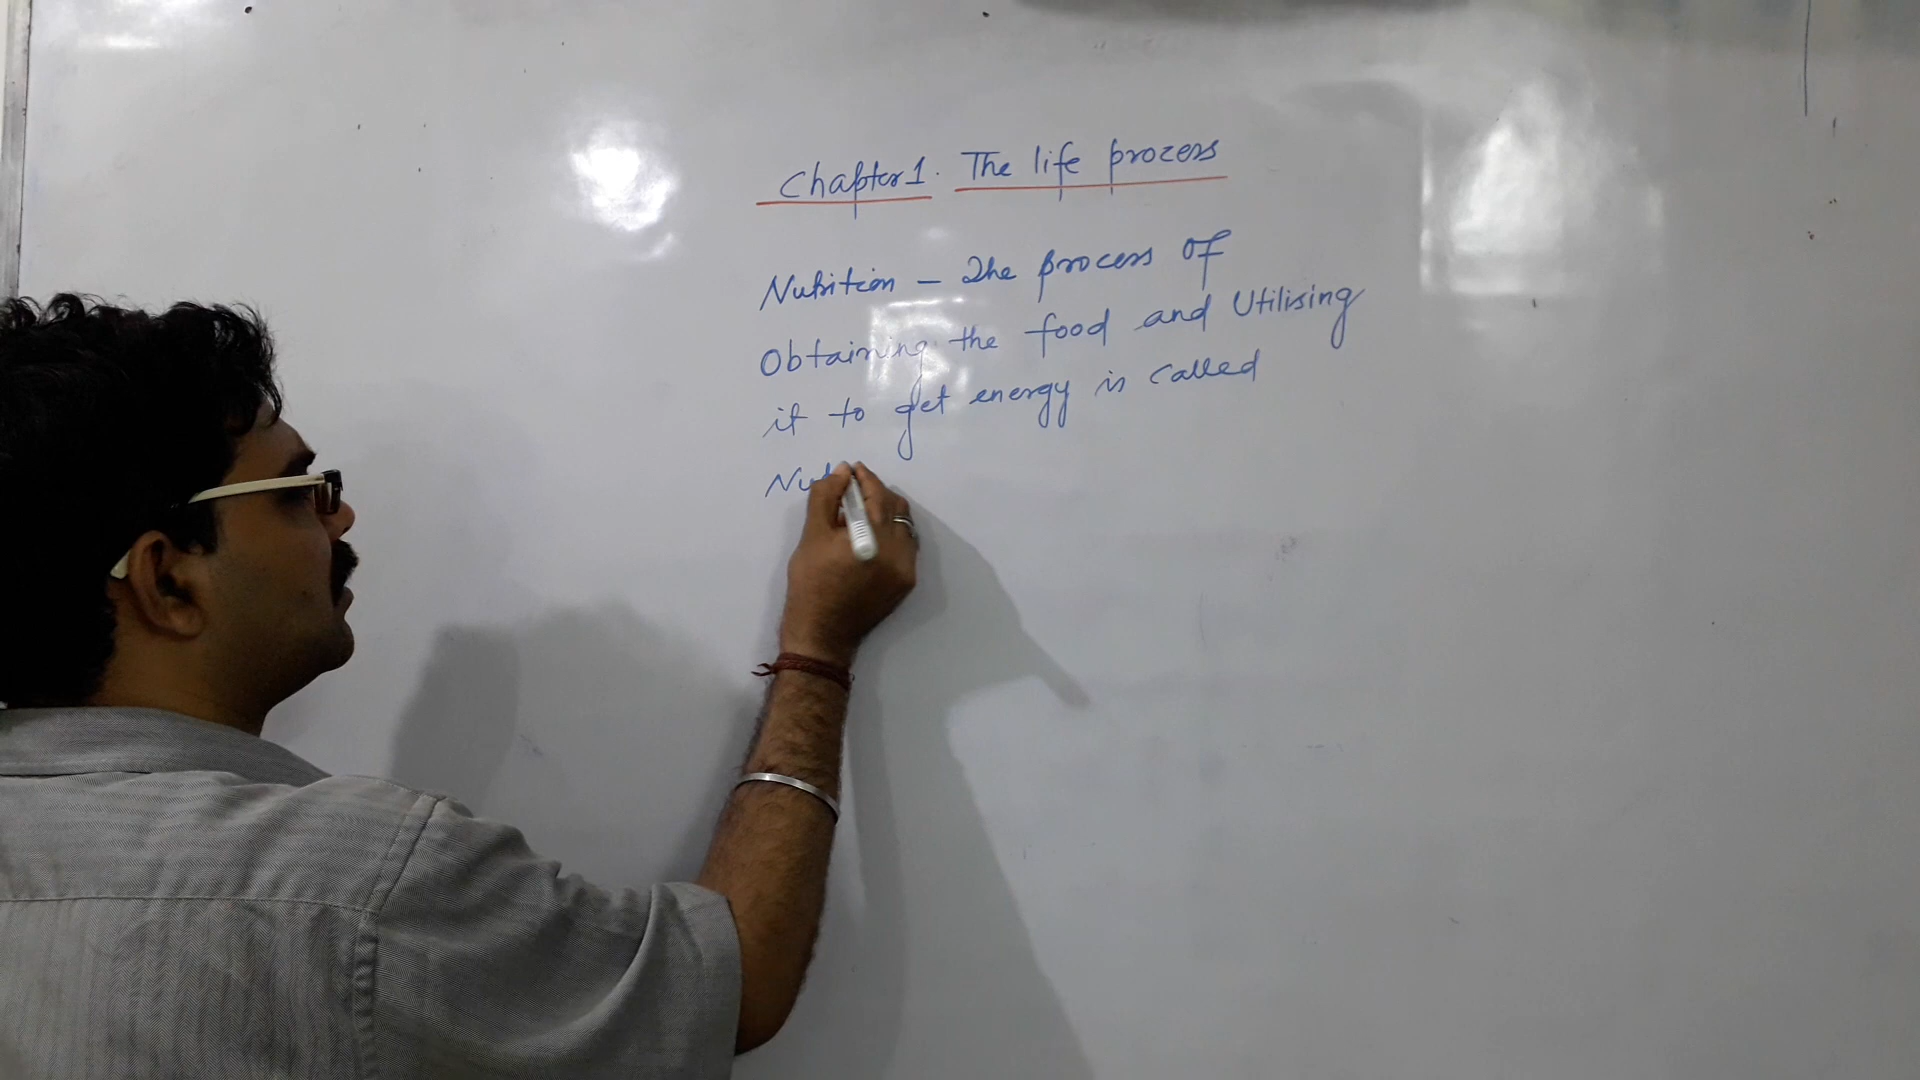 Chapter 1. The life process
Nutrition - The process of
Obtaining the food and Utilising
it to get energy is called
Nut